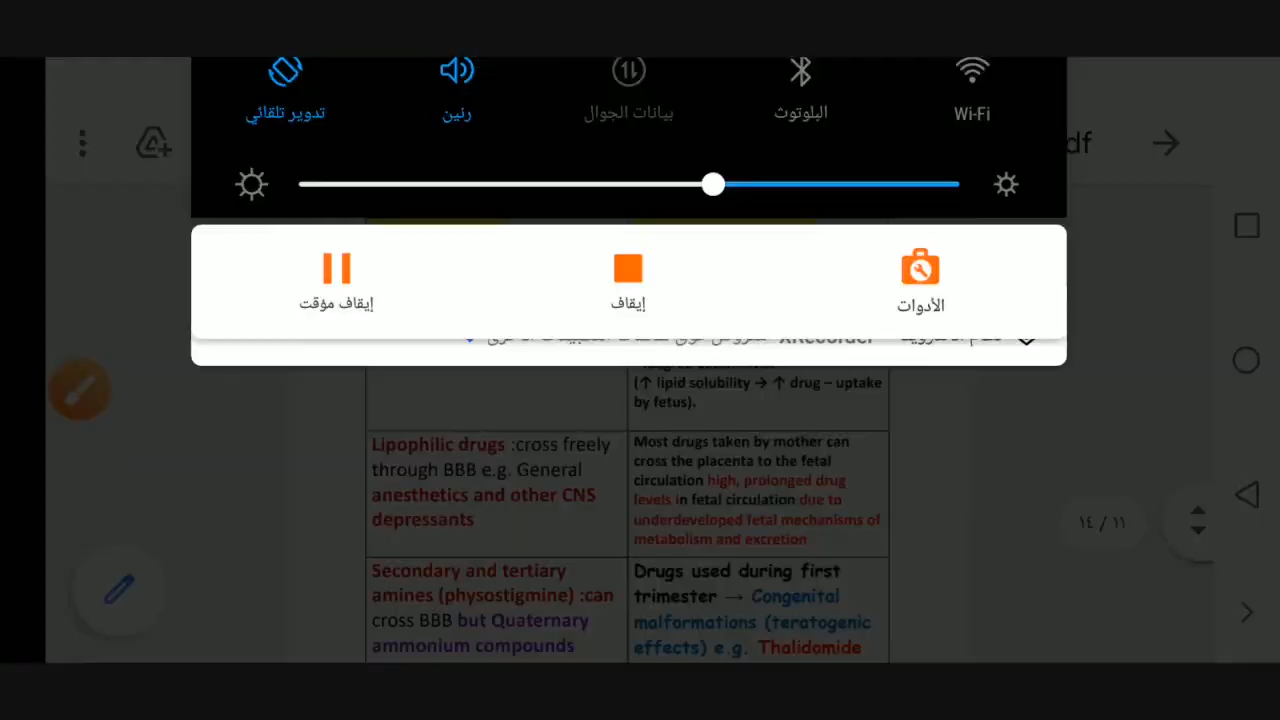 تدوير تلقائي
رنين
بيانات الجوال
البلوتوث
Wi-Fi
df
إيقاف مؤقت
إيقاف
الأدوات
XRecorder
(↑ lipid solubility → ↑ drug – uptake
by fetus).
Lipophilic drugs :cross freely
through BBB e.g. General
anesthetics and other CNS
depressants
Most drugs taken by mother can
cross the placenta to the fetal
circulation high, prolonged drug
levels in fetal circulation due to
underdeveloped fetal mechanisms of
metabolism and excretion
١٤ / ١١
Secondary and tertiary
amines (physostigmine) :can
cross BBB but Quaternary
ammonium compounds
Drugs used during first
trimester → Congenital
malformations (teratogenic
effects) e.g. Thalidomide